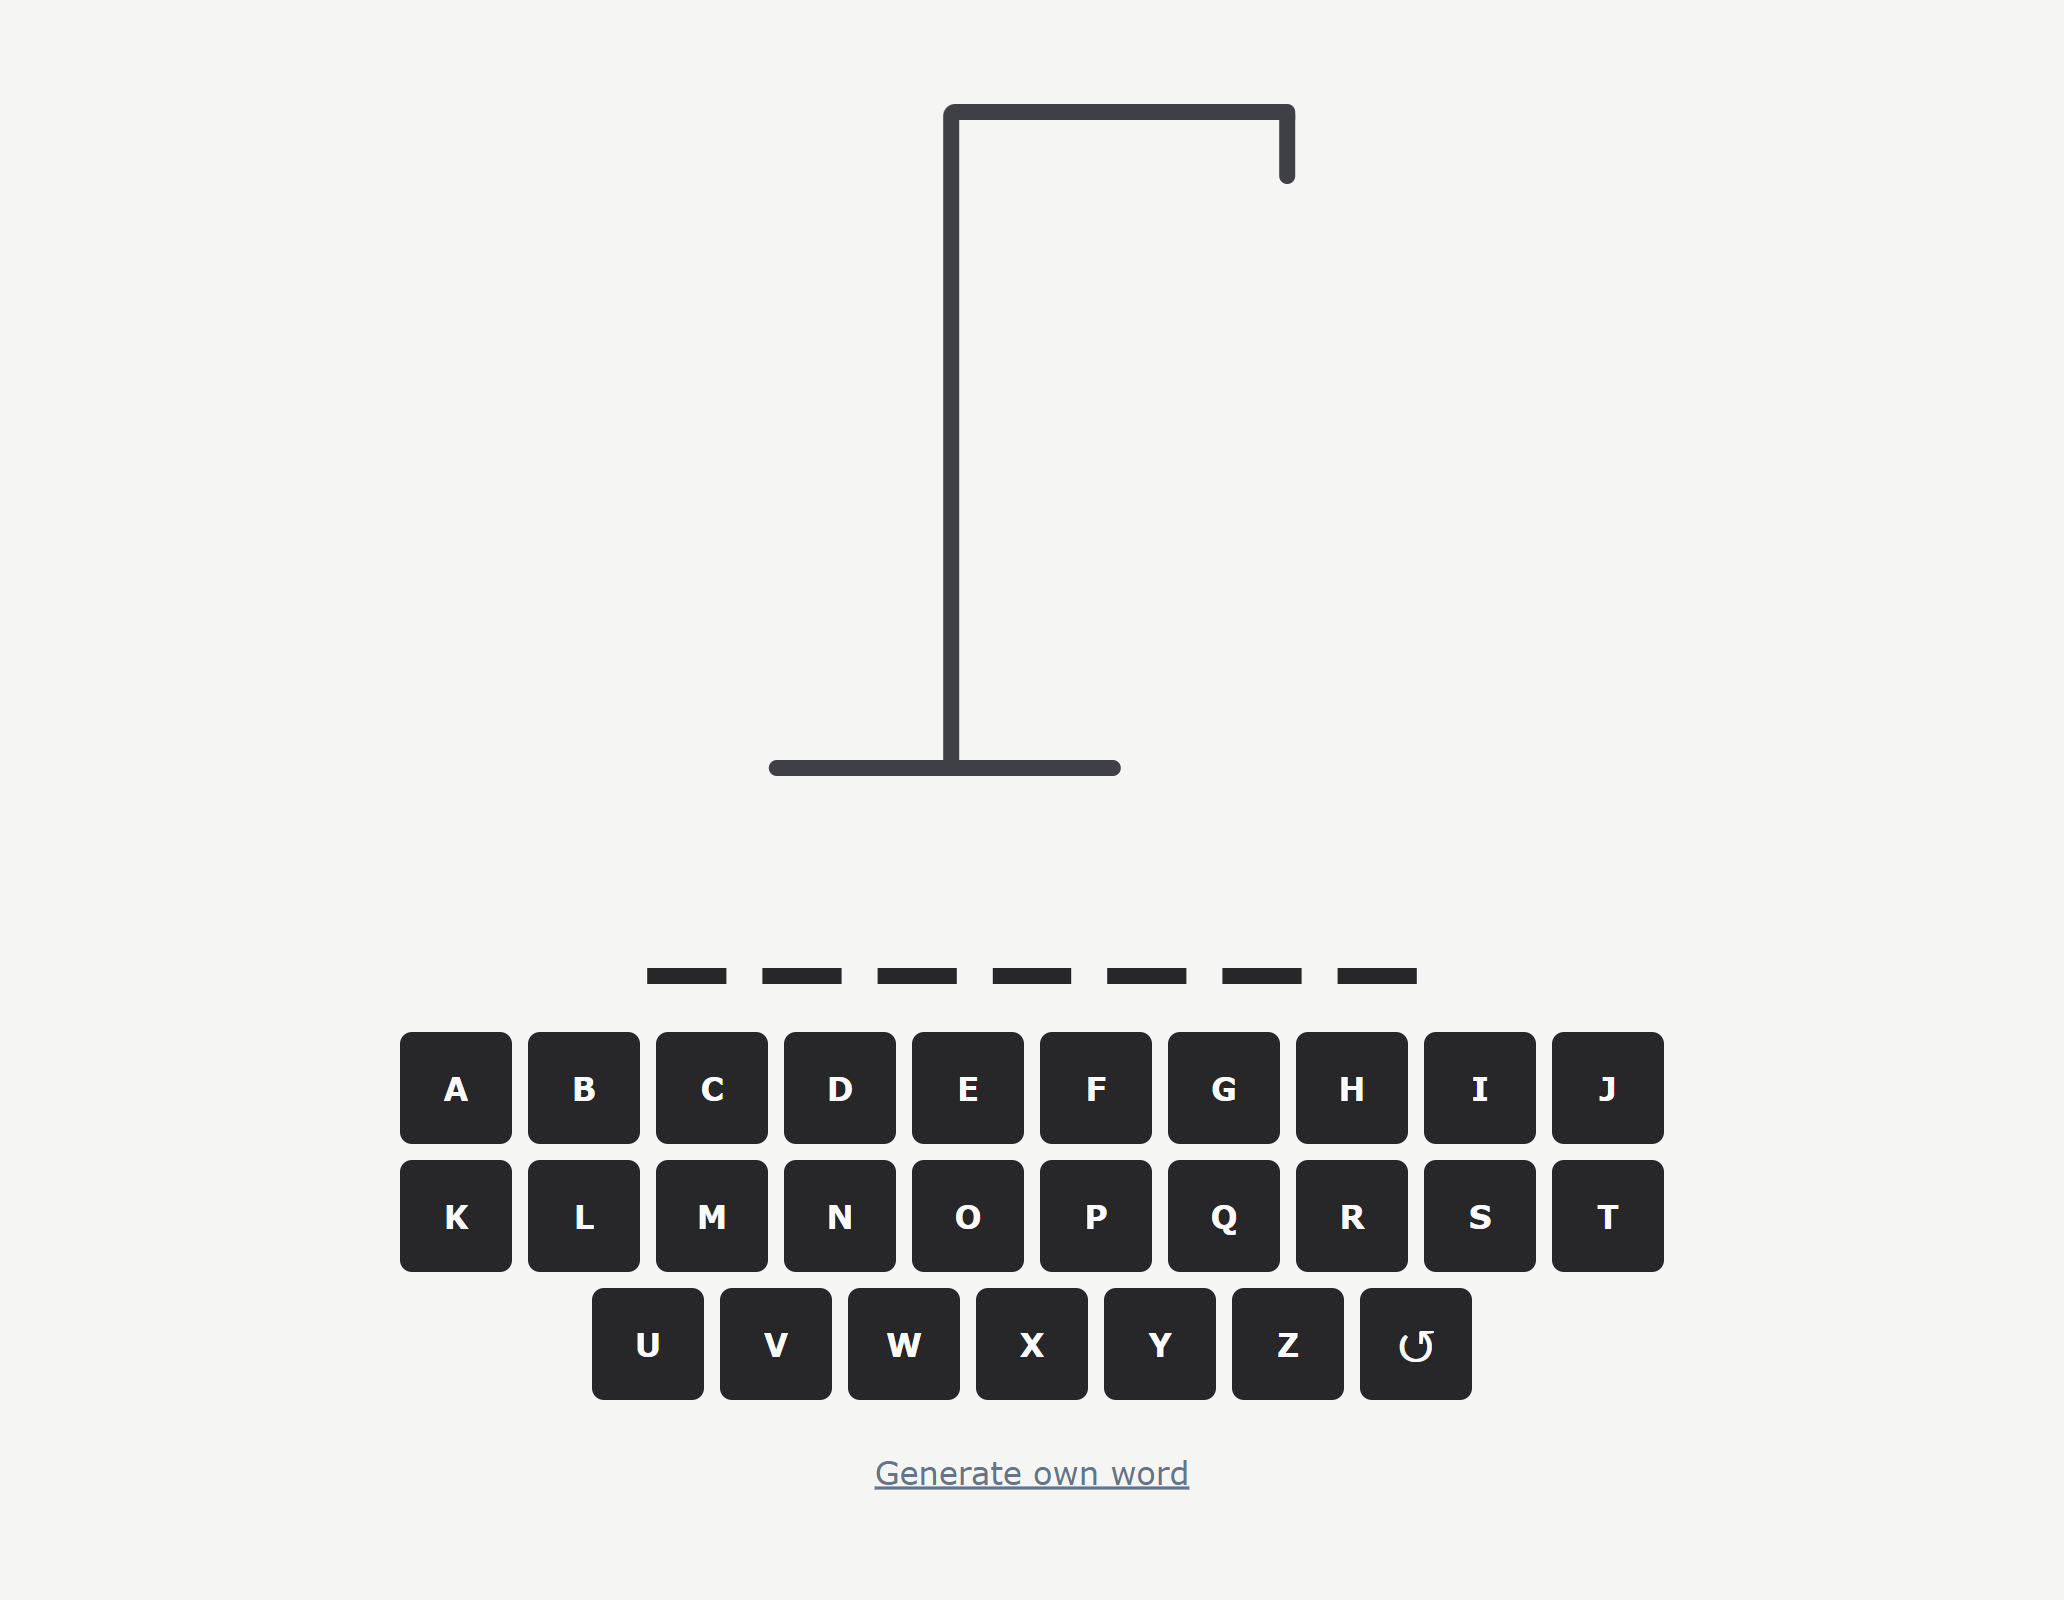 A B C D E F G H I J
K L M N O P Q R S T
U V W X Y Z ↺
Generate own word